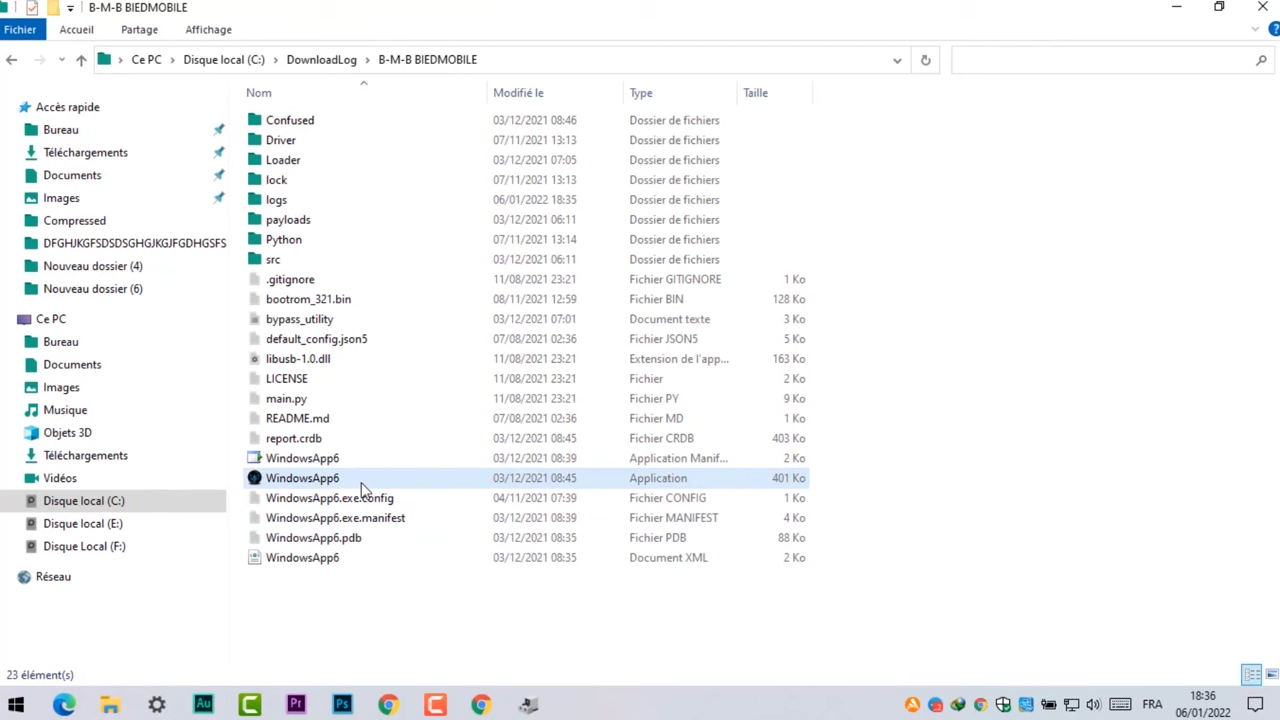 B-M-B BIEDMOBILE
Fichier Accueil Partage Affichage
Ce PC Disque local (C:) DownloadLog B-M-B BIEDMOBILE
Nom Modifié le Type Taille
Accès rapide
Bureau
Téléchargements
Documents
Images
Compressed
DFGHJKGFSDSDSGHGJKGJFGDHGSFS
Nouveau dossier (4)
Nouveau dossier (6)
Ce PC
Bureau
Documents
Images
Musique
Objets 3D
Téléchargements
Vidéos
Disque local (C:)
Disque local (E:)
Disque Local (F:)
Réseau
Confused 03/12/2021 08:46 Dossier de fichiers
Driver 07/11/2021 13:13 Dossier de fichiers
Loader 03/12/2021 07:05 Dossier de fichiers
lock 07/11/2021 13:13 Dossier de fichiers
logs 06/01/2022 18:35 Dossier de fichiers
payloads 03/12/2021 06:11 Dossier de fichiers
Python 07/11/2021 13:14 Dossier de fichiers
src 03/12/2021 06:11 Dossier de fichiers
.gitignore 11/08/2021 23:21 Fichier GITIGNORE 1 Ko
bootrom_321.bin 08/11/2021 12:59 Fichier BIN 128 Ko
bypass_utility 03/12/2021 07:01 Document texte 3 Ko
default_config.json5 07/08/2021 02:36 Fichier JSON5 5 Ko
libusb-1.0.dll 11/08/2021 23:21 Extension de l'app... 163 Ko
LICENSE 11/08/2021 23:21 Fichier 2 Ko
main.py 11/08/2021 23:21 Fichier PY 9 Ko
README.md 07/08/2021 02:36 Fichier MD 1 Ko
report.crdb 03/12/2021 08:45 Fichier CRDB 403 Ko
WindowsApp6 03/12/2021 08:39 Application Manif... 2 Ko
WindowsApp6 03/12/2021 08:45 Application 401 Ko
WindowsApp6.exe.config 04/11/2021 07:39 Fichier CONFIG 1 Ko
WindowsApp6.exe.manifest 03/12/2021 08:39 Fichier MANIFEST 4 Ko
WindowsApp6.pdb 03/12/2021 08:35 Fichier PDB 88 Ko
WindowsApp6 03/12/2021 08:35 Document XML 2 Ko
23 élément(s)
Au Pr Ps FRA 18:36
06/01/2022